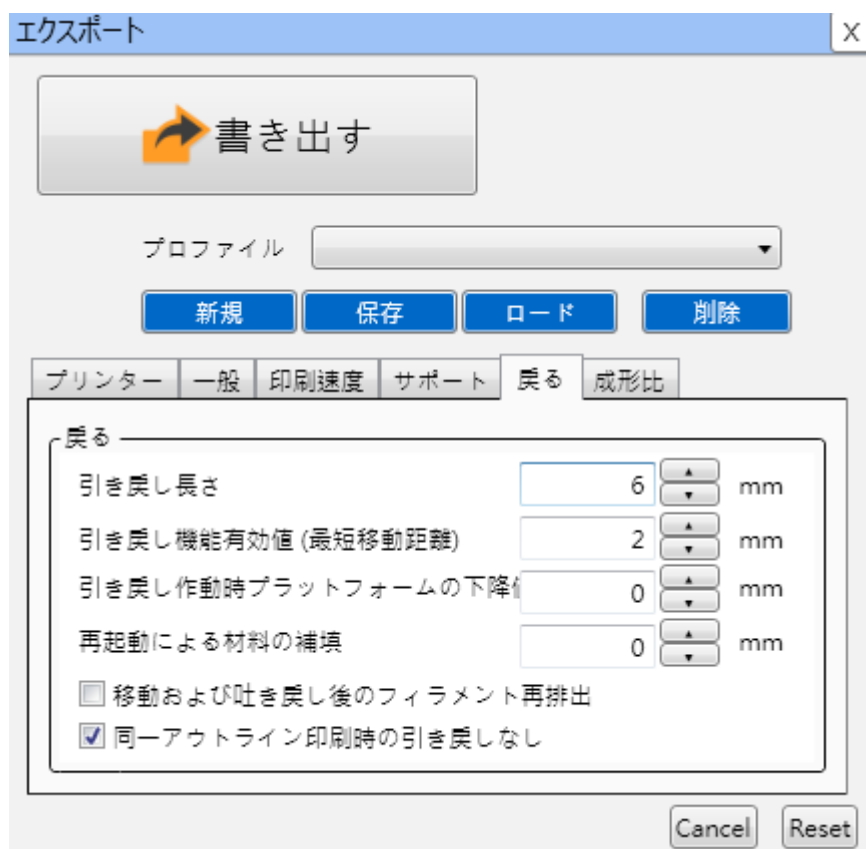 エクスポート X
書き出す
プロファイル
新規 保存 ロード 削除
プリンター 一般 印刷速度 サポート 戻る 成形比
戻る
引き戻し長さ 6 mm
引き戻し機能有効値 (最短移動距離) 2 mm
引き戻し作動時プラットフォームの下降 0 mm
再起動による材料の補填 0 mm
移動および吐き戻し後のフィラメント再排出
同一アウトライン印刷時の引き戻しなし
Cancel Reset